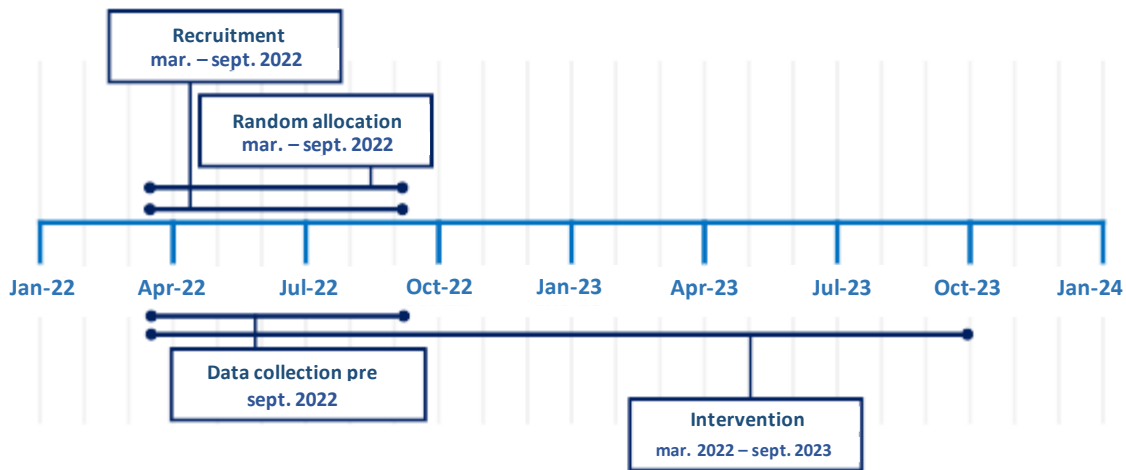 Recruitment
mar. – sept. 2022
Random allocation
mar. – sept. 2022
Jan-22 Apr-22 Jul-22 Oct-22 Jan-23 Apr-23 Jul-23 Oct-23 Jan-24
Data collection pre
sept. 2022
Intervention
mar. 2022 – sept. 2023